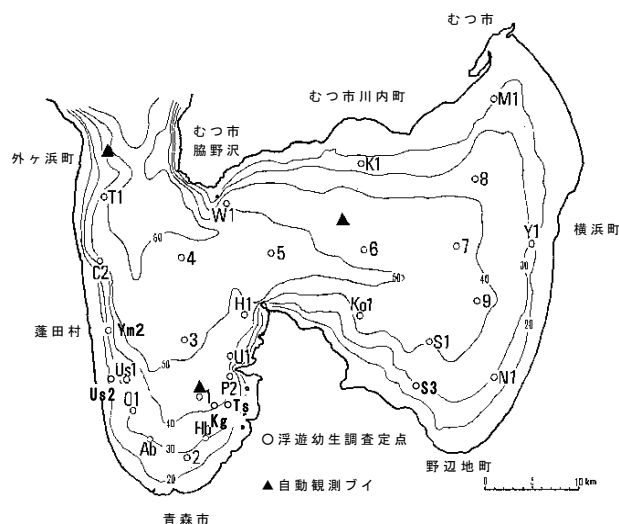 むつ市
むつ市川内町
M1
むつ市
脇野沢
外ヶ浜町
K1
8
T1
W1
横浜町
Y1
60
4
5
6
7
C2
50
40
30
20
H1
Ko1
9
蓬田村
Ym2
3
S1
U1
Us1
P2
Us2
S3
N1
O1
1
Ts
Kg
40
Hb
Ab
30
2
20
○浮遊幼生調査定点
野辺地町
▲自動観測ブイ
0 5 10km
青森市